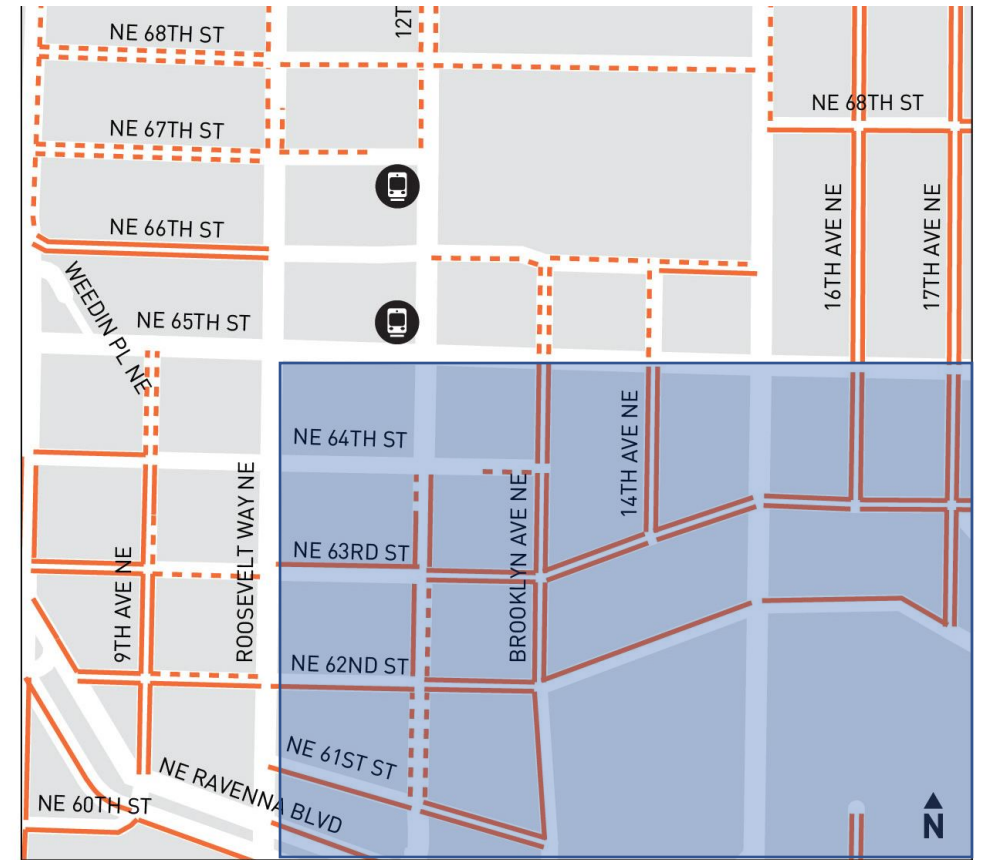 NE 68TH ST
12T
NE 68TH ST
NE 67TH ST
NE 66TH ST
16TH AVE NE
17TH AVE NE
WEEDIN PL NE
NE 65TH ST
NE 64TH ST
14TH AVE NE
ROOSEVELT WAY NE
BROOKLYN AVE NE
NE 63RD ST
9TH AVE NE
NE 62ND ST
NE 61ST ST
NE RAVENNA BLVD
NE 60TH ST
N